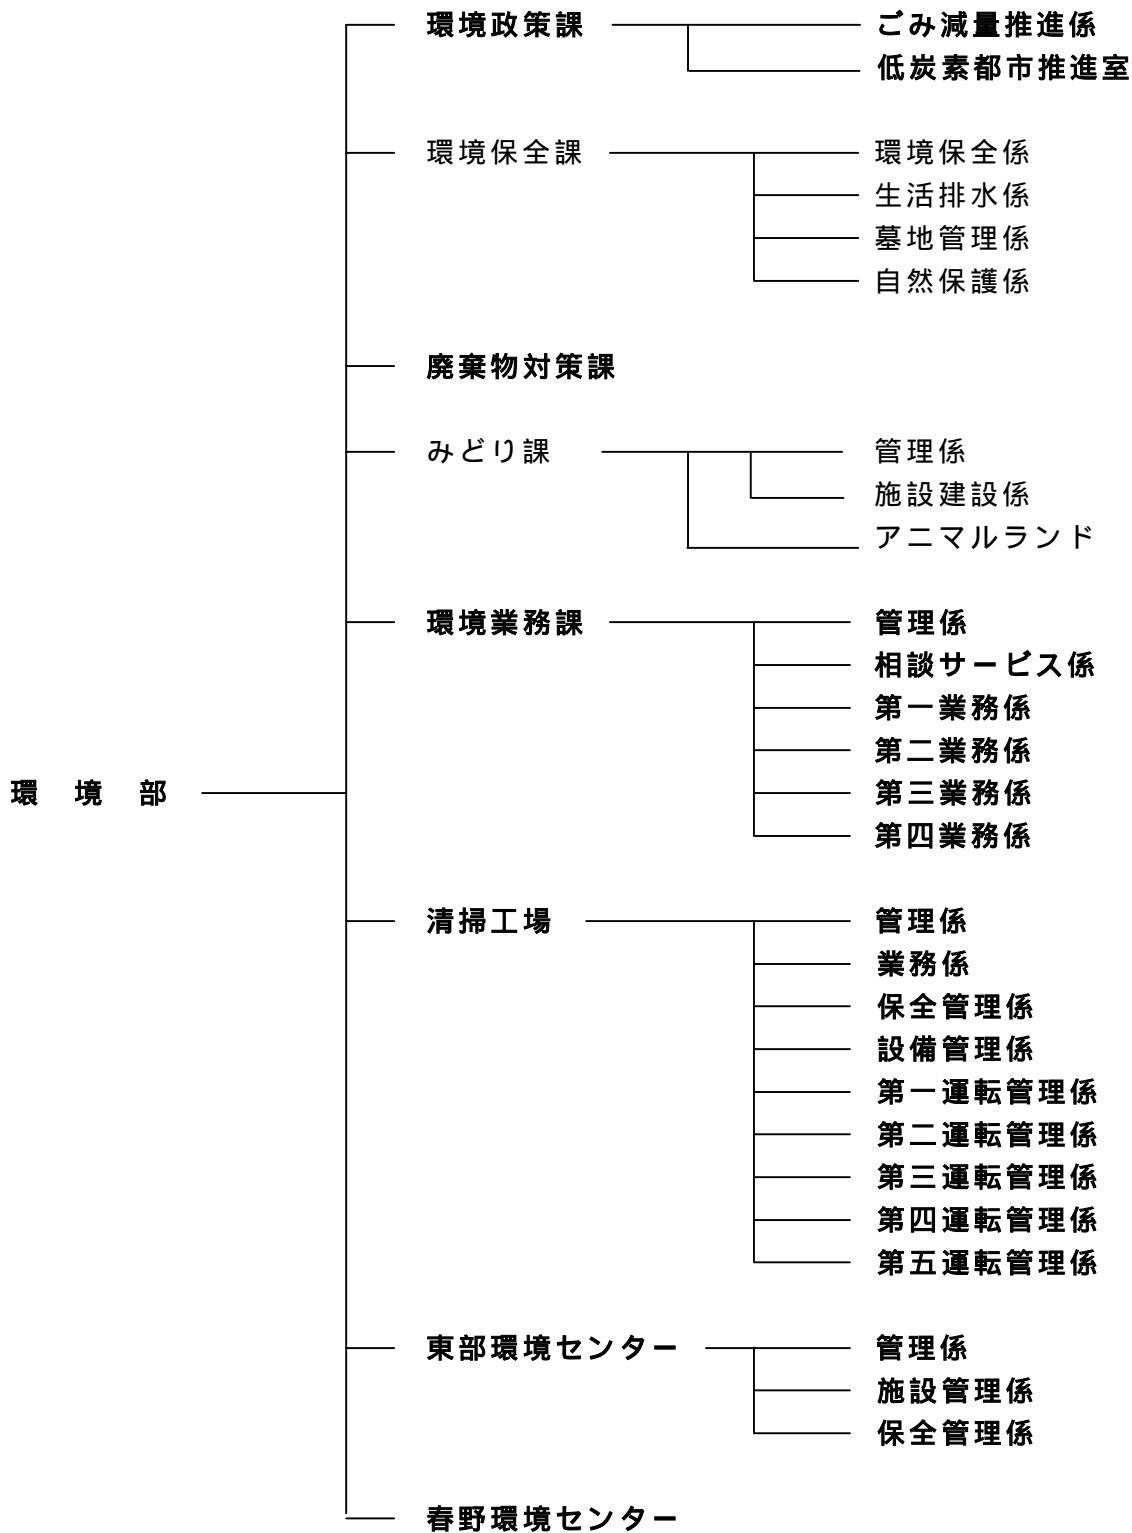 環境政策課 ごみ減量推進係
低炭素都市推進室
環境保全課 環境保全係
生活排水係
墓地管理係
自然保護係
廃棄物対策課
みどり課 管理係
施設建設係
アニマルランド
環境業務課 管理係
相談サービス係
第一業務係
第二業務係
環　境　部 第三業務係
第四業務係
清掃工場 管理係
業務係
保全管理係
設備管理係
第一運転管理係
第二運転管理係
第三運転管理係
第四運転管理係
第五運転管理係
東部環境センター 管理係
施設管理係
保全管理係
春野環境センター